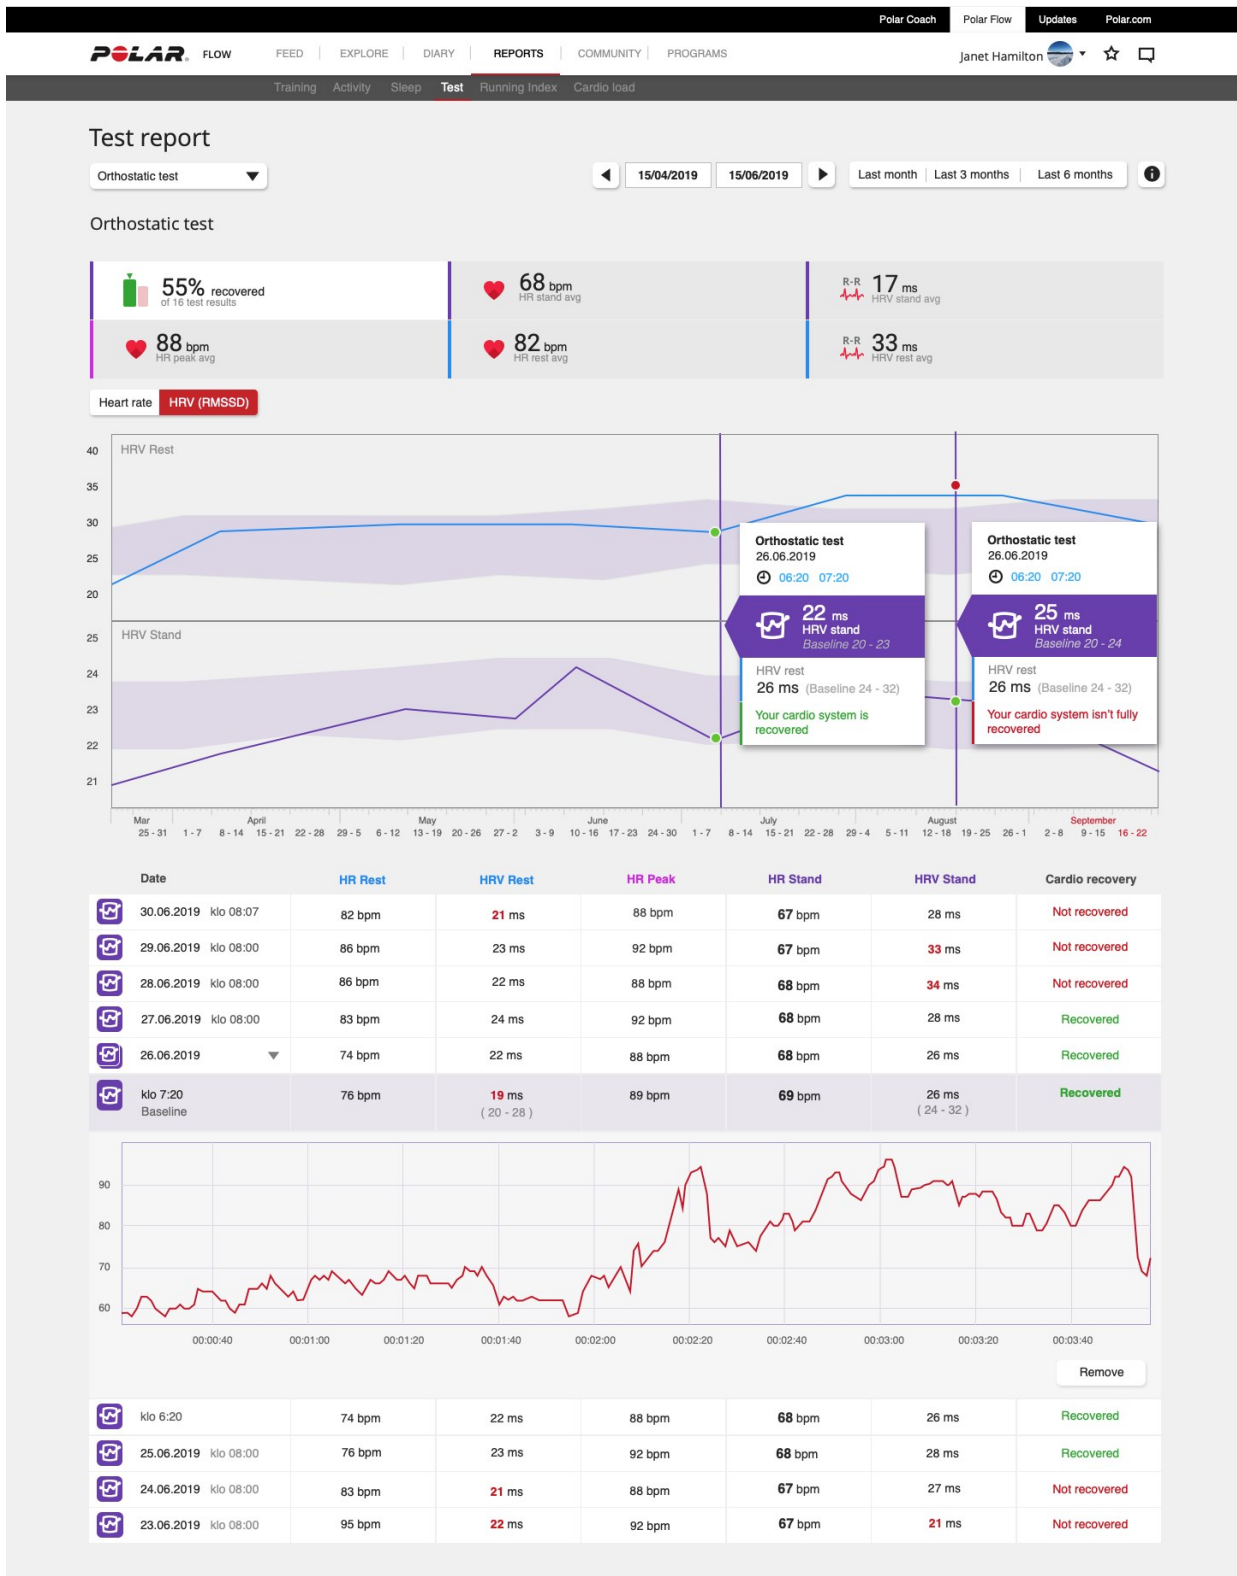 Polar Coach Polar Flow Updates Polar.com
POLAR. FLOW FEED EXPLORE DIARY REPORTS COMMUNITY PROGRAMS Janet Hamilton
Training Activity Sleep Test Running Index Cardio load
Test report
Orthostatic test 15/04/2019 15/06/2019 Last month Last 3 months Last 6 months
Orthostatic test
55% recovered
of 16 test results
68 bpm
HR stand avg
R-R 17 ms
HRV stand avg
88 bpm
HR peak avg
82 bpm
HR rest avg
R-R 33 ms
HRV rest avg
Heart rate HRV (RMSSD)
HRV Rest
40
35
30
25
20
HRV Stand
25
24
23
22
21
Orthostatic test
26.06.2019
06:20 07:20
22 ms
HRV stand
Baseline 20 - 23
HRV rest
26 ms (Baseline 24 - 32)
Your cardio system is
recovered
Orthostatic test
26.06.2019
06:20 07:20
25 ms
HRV stand
Baseline 20 - 24
HRV rest
26 ms (Baseline 24 - 32)
Your cardio system isn't fully
recovered
Mar April May June July August September
25 - 31 1 - 7 8 - 14 15 - 21 22 - 28 29 - 5 6 - 12 13 - 19 20 - 26 27 - 2 3 - 9 10 - 16 17 - 23 24 - 30 1 - 7 8 - 14 15 - 21 22 - 28 29 - 4 5 - 11 12 - 18 19 - 25 26 - 1 2 - 8 9 - 15 16 - 22
Date HR Rest HRV Rest HR Peak HR Stand HRV Stand Cardio recovery
30.06.2019 klo 08:07 82 bpm 21 ms 88 bpm 67 bpm 28 ms Not recovered
29.06.2019 klo 08:00 86 bpm 23 ms 92 bpm 67 bpm 33 ms Not recovered
28.06.2019 klo 08:00 86 bpm 22 ms 88 bpm 68 bpm 34 ms Not recovered
27.06.2019 klo 08:00 83 bpm 24 ms 92 bpm 68 bpm 28 ms Recovered
26.06.2019 74 bpm 22 ms 88 bpm 68 bpm 26 ms Recovered
klo 7:20 76 bpm 19 ms 89 bpm 69 bpm 26 ms Recovered
Baseline ( 20 - 28 ) ( 24 - 32 )
90
80
70
60
00:00:40 00:01:00 00:01:20 00:01:40 00:02:00 00:02:20 00:02:40 00:03:00 00:03:20 00:03:40
Remove
klo 6:20 74 bpm 22 ms 88 bpm 68 bpm 26 ms Recovered
25.06.2019 klo 08:00 76 bpm 23 ms 92 bpm 68 bpm 28 ms Recovered
24.06.2019 klo 08:00 83 bpm 21 ms 88 bpm 67 bpm 27 ms Not recovered
23.06.2019 klo 08:00 95 bpm 22 ms 92 bpm 67 bpm 21 ms Not recovered